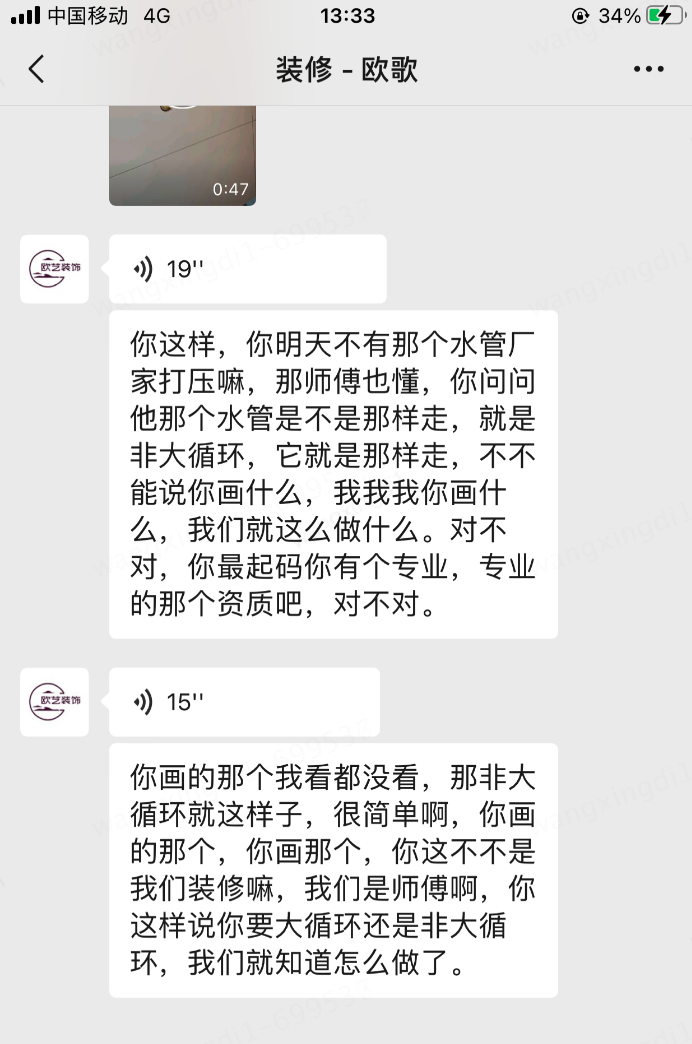 中国移动 4G 13:33 34%
装修 - 欧歌
0:47
欧艺装饰
19''
你这样，你明天不有那个水管厂
家打压嘛，那师傅也懂，你问问
他那个水管是不是那样走，就是
非大循环，它就是那样走，不不
能说你画什么，我我我你画什
么，我们就这么做什么。对不
对，你最起码你有个专业，专业
的那个资质吧，对不对。
欧艺装饰
15''
你画的那个我看都没看，那非大
循环就这样子，很简单啊，你画
的那个，你画那个，你这不不是
我们装修嘛，我们是师傅啊，你
这样说你要大循环还是非大循
环，我们就知道怎么做了。